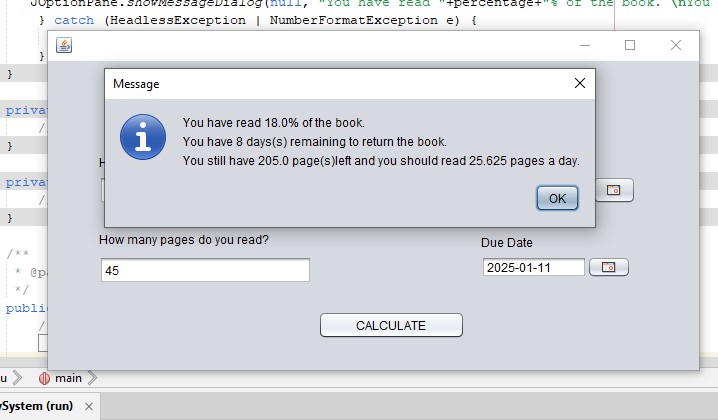 JOptionPane.showMessageDialog(null, "You have read "+percentage+"% of the book. \nYou
} catch (HeadlessException | NumberFormatException e) {
}
}
Message
You have read 18.0% of the book.
You have 8 days(s) remaining to return the book.
You still have 205.0 page(s)left and you should read 25.625 pages a day.
OK
}
}
/**
*/
How many pages do you read?
Due Date
45
2025-01-11
CALCULATE
main
ySystem (run) ×